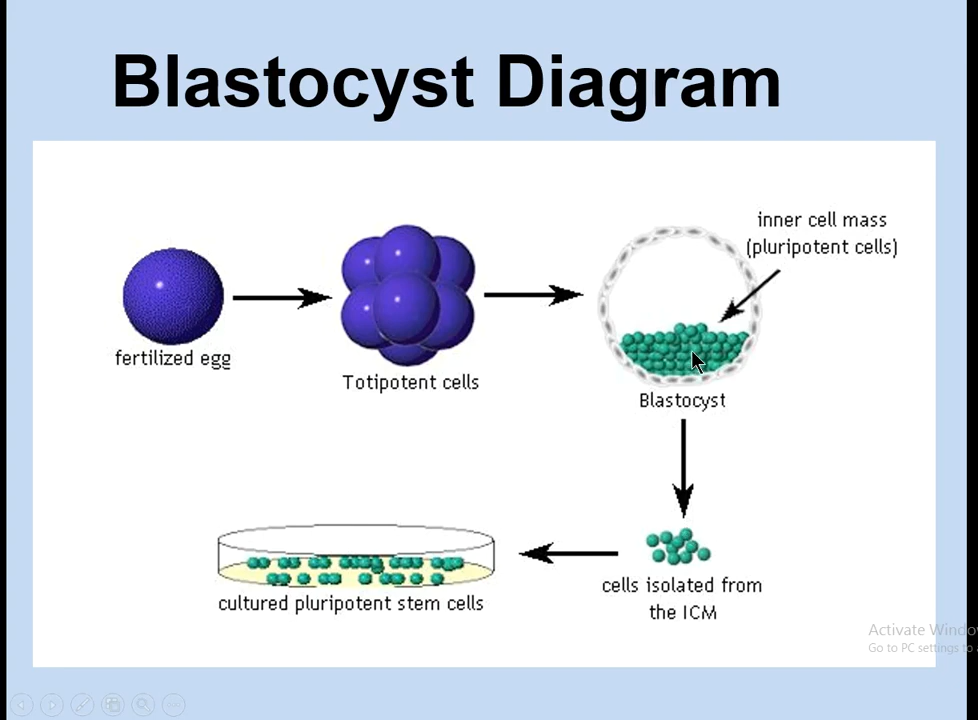 Blastocyst Diagram
inner cell mass
(pluripotent cells)
fertilized egg
Totipotent cells
Blastocyst
cells isolated from
the ICM
cultured pluripotent stem cells
Activate Windo
Go to PC settings to